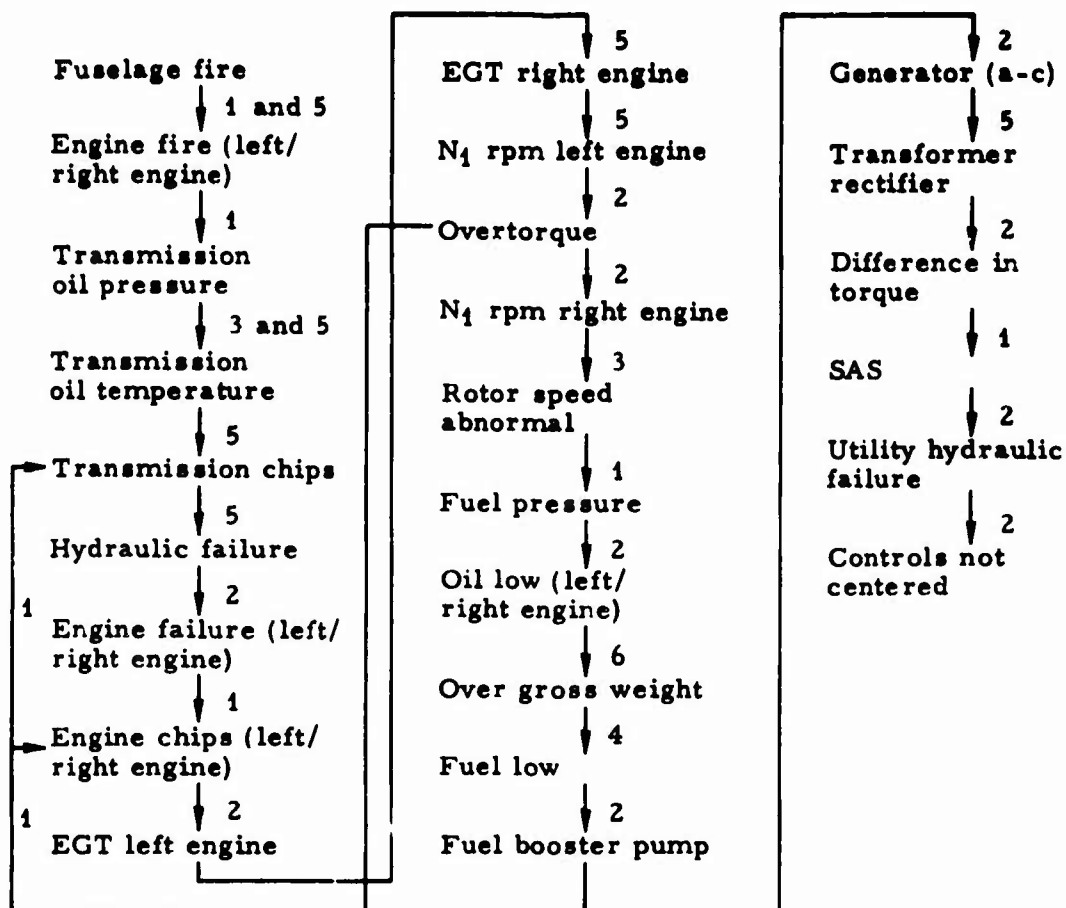 Fuselage fire
1 and 5
Engine fire (left/
right engine)
1
Transmission
oil pressure
3 and 5
Transmission
oil temperature
5
Transmission chips
5
Hydraulic failure
1
2
Engine failure (left/
right engine)
1
Engine chips (left/
right engine)
1
2
EGT left engine
5
EGT right engine
5
N1 rpm left engine
2
Overtorque
2
N1 rpm right engine
3
Rotor speed
abnormal
1
Fuel pressure
2
Oil low (left/
right engine)
6
Over gross weight
4
Fuel low
2
Fuel booster pump
2
Generator (a-c)
5
Transformer
rectifier
2
Difference in
torque
1
SAS
2
Utility hydraulic
failure
2
Controls not
centered